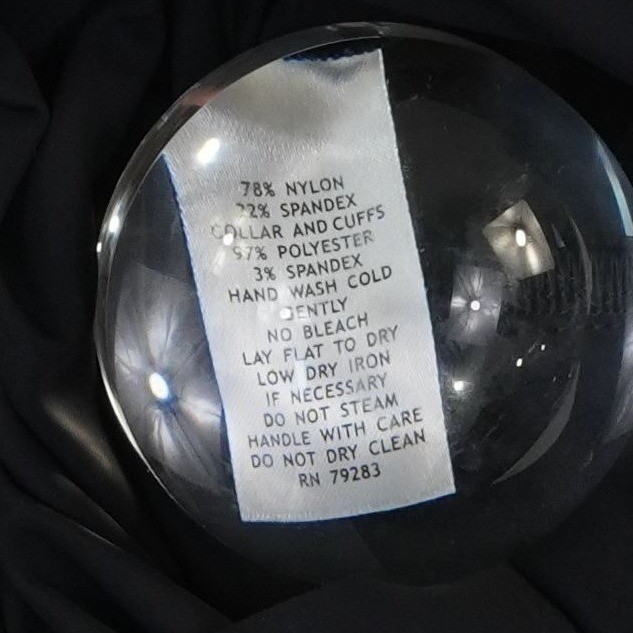 78% NYLON
22% SPANDEX
COLLAR AND CUFFS
97% POLYESTER
3% SPANDEX
HAND WASH COLD
GENTLY
NO BLEACH
LAY FLAT TO DRY
LOW DRY IRON
IF NECESSARY
DO NOT STEAM
HANDLE WITH CARE
DO NOT DRY CLEAN
RN 79283